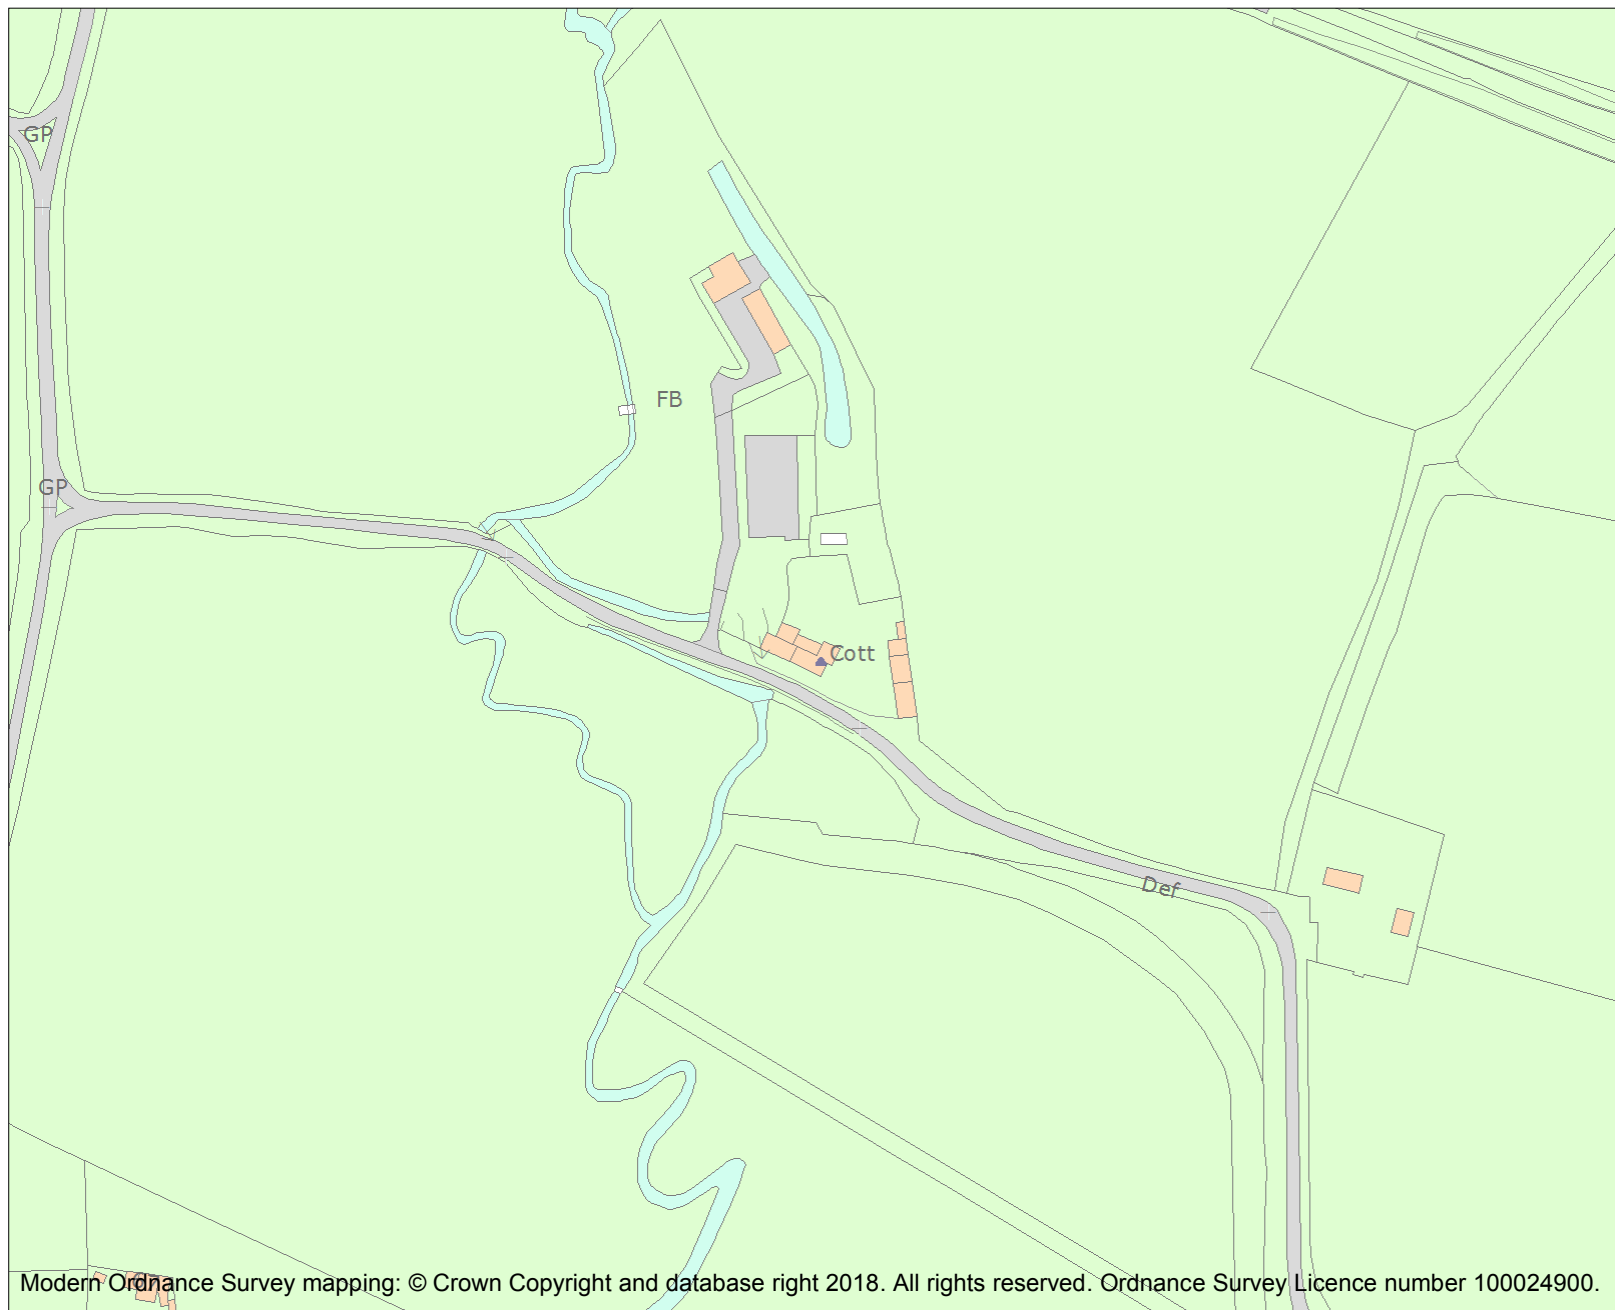 GP
FB
GP
Cott
Def
Modern Ordnance Survey mapping: © Crown Copyright and database right 2018. All rights reserved. Ordnance Survey Licence number 100024900.